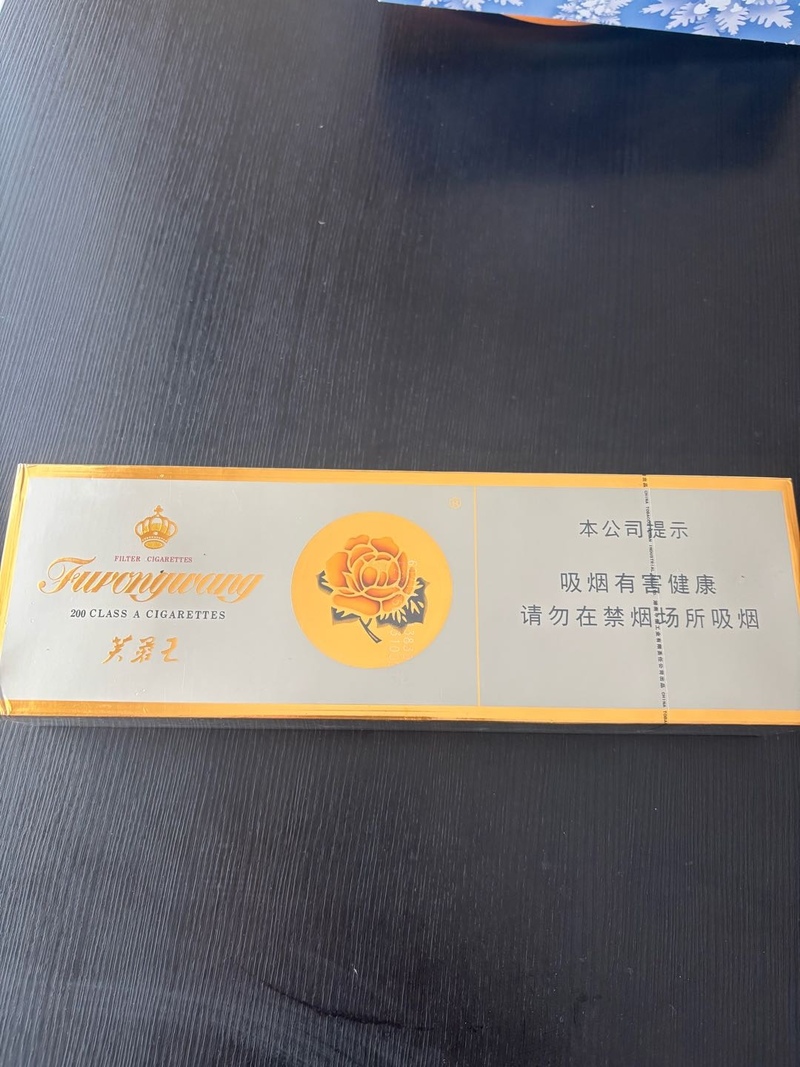 FILTER CIGARETTES
Furongwang
200 CLASS A CIGARETTES
芙蓉王
本公司提示
吸烟有害健康
请勿在禁烟场所吸烟